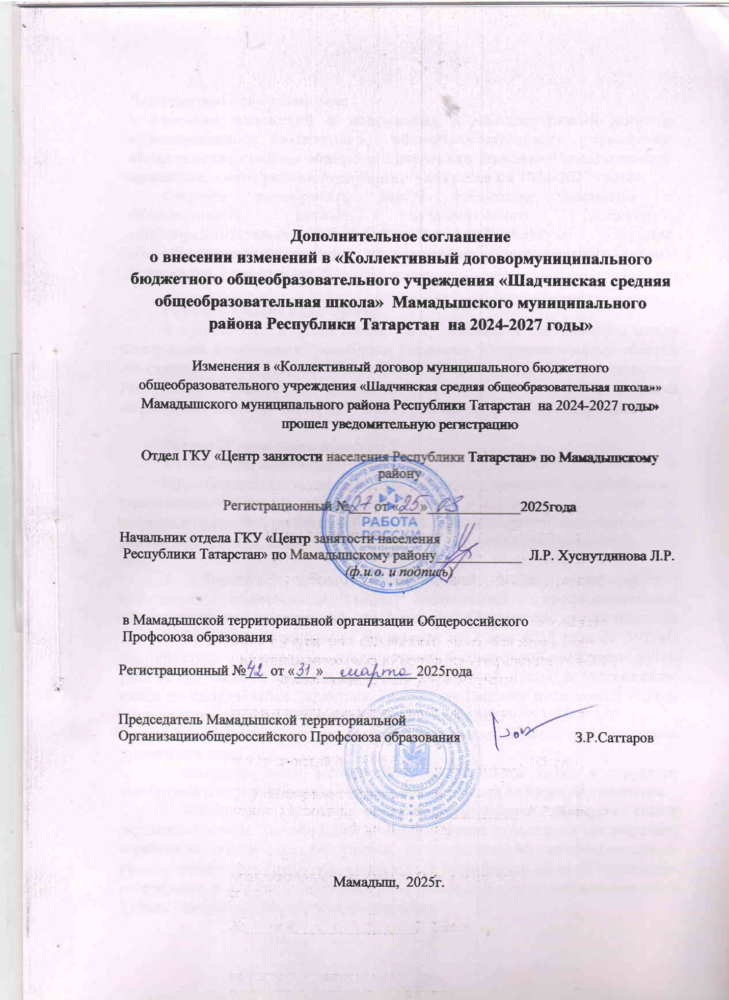 Дополнительное соглашение
о внесении изменений в «Коллективный договормуниципального
бюджетного общеобразовательного учреждения «Шадчинская средняя
общеобразовательная школа» Мамадышского муниципального
района Республики Татарстан на 2024-2027 годы»
Изменения в «Коллективный договор муниципального бюджетного
общеобразовательного учреждения «Шадчинская средняя общеобразовательная школа»»
Мамадышского муниципального района Республики Татарстан на 2024-2027 годы»
прошел уведомительную регистрацию
Отдел ГКУ «Центр занятости населения Республики Татарстан» по Мамадышскому
району
Регистрационный № 27 от «25» 03 2025года
РАБОТА
РОССИИ
Начальник отдела ГКУ «Центр занятости населения
Республики Татарстан» по Мамадышскому району______________ Л.Р. Хуснутдинова Л.Р.
(ф.и.о. и подпись)
в Мамадышской территориальной организации Общероссийского
Профсоюза образования
Регистрационный №42 от «31» марта 2025года
Председатель Мамадышской территориальной
Организацииобщероссийского Профсоюза образования З.Р.Саттаров
Мамадыш, 2025г.